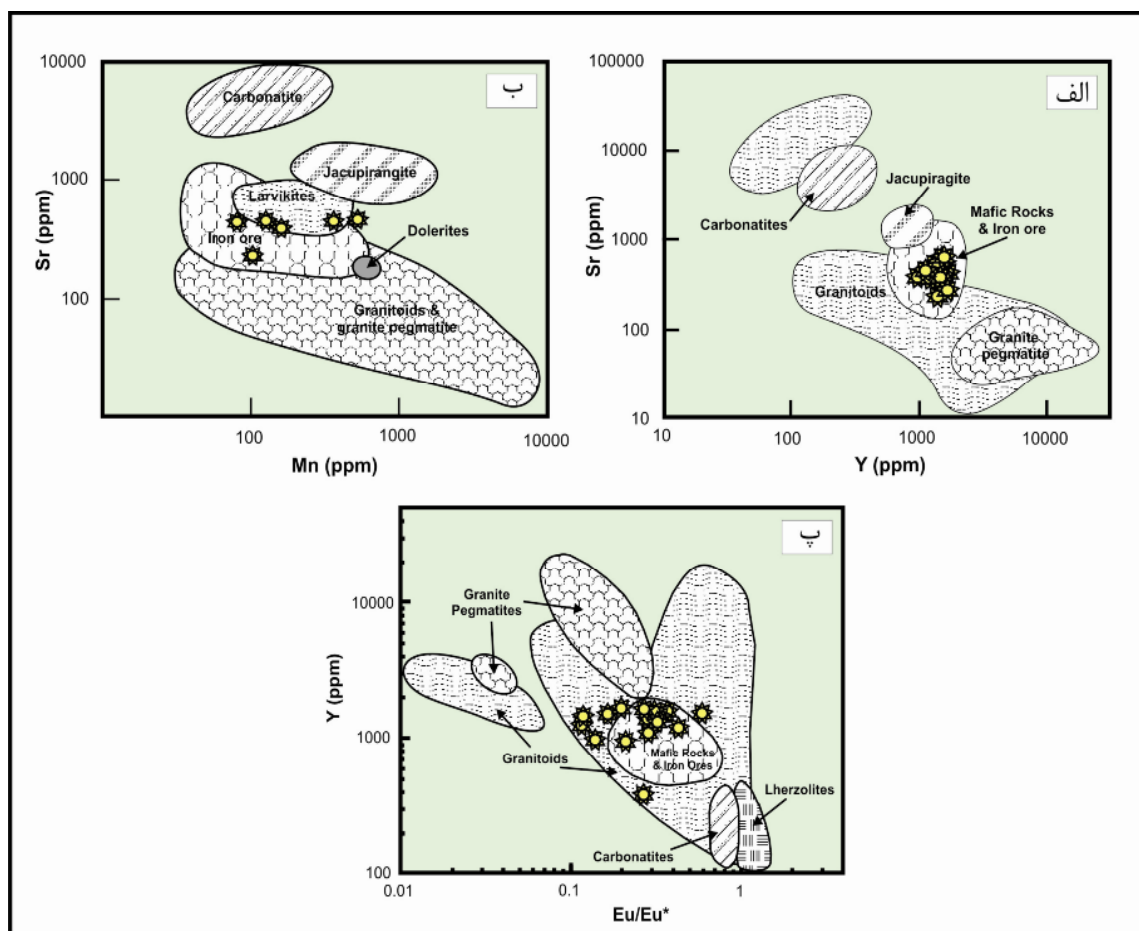 ب
10000
1000
100
Sr (ppm)
Carbonatite
Jacupirangite
Larvikites
Iron ore
Dolerites
Granitoids &
granite pegmatite
100
1000
10000
Mn (ppm)
الف
100000
10000
1000
100
10
Sr (ppm)
Carbonatites
Jacupiragite
Mafic Rocks
& Iron ore
Granitoids
Granite
pegmatite
10
100
1000
10000
Y (ppm)
پ
10000
1000
100
Y (ppm)
Granite
Pegmatites
Granitoids
Mafic Rocks
& Iron Ores
Lherzolites
Carbonatites
0.01
0.1
1
Eu/Eu*